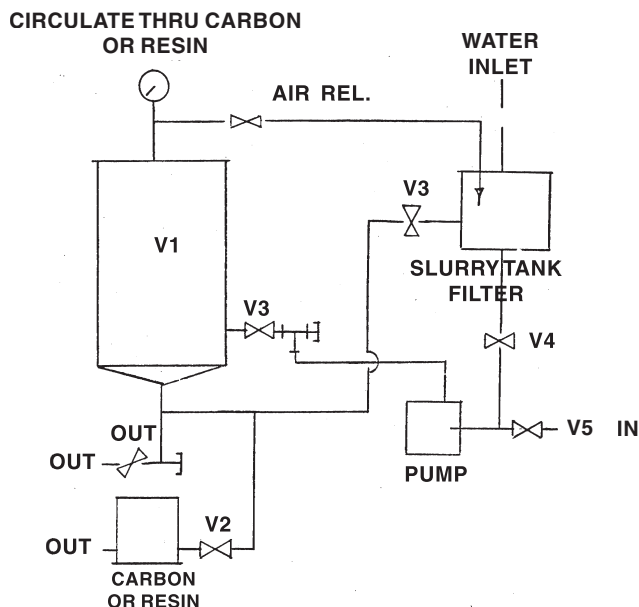 CIRCULATE THRU CARBON
OR RESIN
WATER
INLET
AIR REL.
V3
V1
SLURRY TANK
FILTER
V3
V4
OUT
V5 IN
OUT
PUMP
V2
OUT
CARBON
OR RESIN